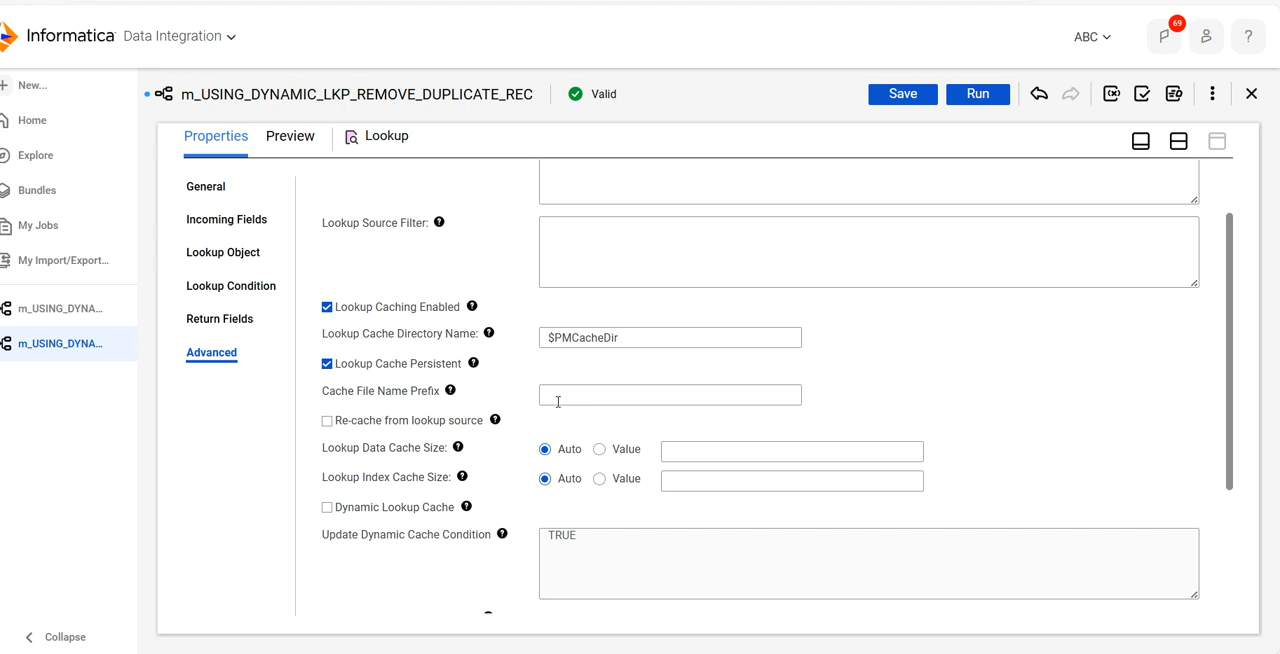 Informatica Data Integration
ABC
69
?
New...
Home
Explore
Bundles
My Jobs
My Import/Export...
m_USING_DYNA...
m_USING_DYNA...
Collapse
m_USING_DYNAMIC_LKP_REMOVE_DUPLICATE_REC
Valid
Save
Run
Properties
Preview
Lookup
General
Incoming Fields
Lookup Object
Lookup Condition
Return Fields
Advanced
Lookup Source Filter: ?
Lookup Caching Enabled ?
Lookup Cache Directory Name: ? $PMCacheDir
Lookup Cache Persistent ?
Cache File Name Prefix ?
Re-cache from lookup source ?
Lookup Data Cache Size: ? Auto Value
Lookup Index Cache Size: ? Auto Value
Dynamic Lookup Cache ?
Update Dynamic Cache Condition ? TRUE